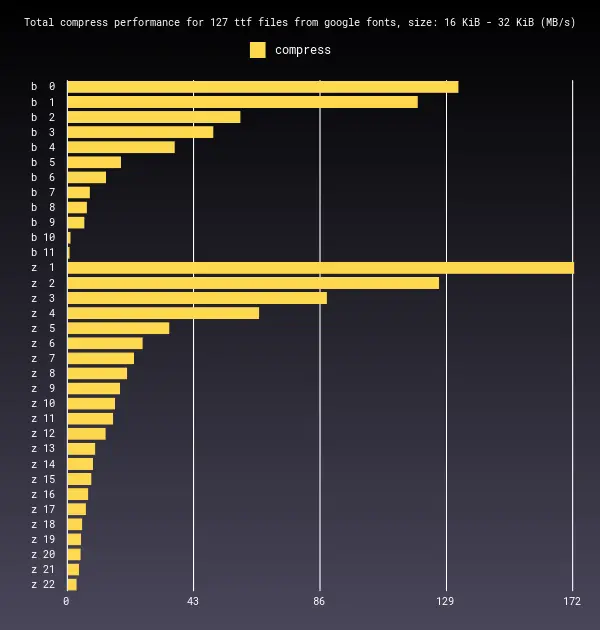 Total compress performance for 127 ttf files from google fonts, size: 16 KiB - 32 KiB (MB/s)
compress
b 0
b 1
b 2
b 3
b 4
b 5
b 6
b 7
b 8
b 9
b 10
b 11
z 1
z 2
z 3
z 4
z 5
z 6
z 7
z 8
z 9
z 10
z 11
z 12
z 13
z 14
z 15
z 16
z 17
z 18
z 19
z 20
z 21
z 22
0 43 86 129 172